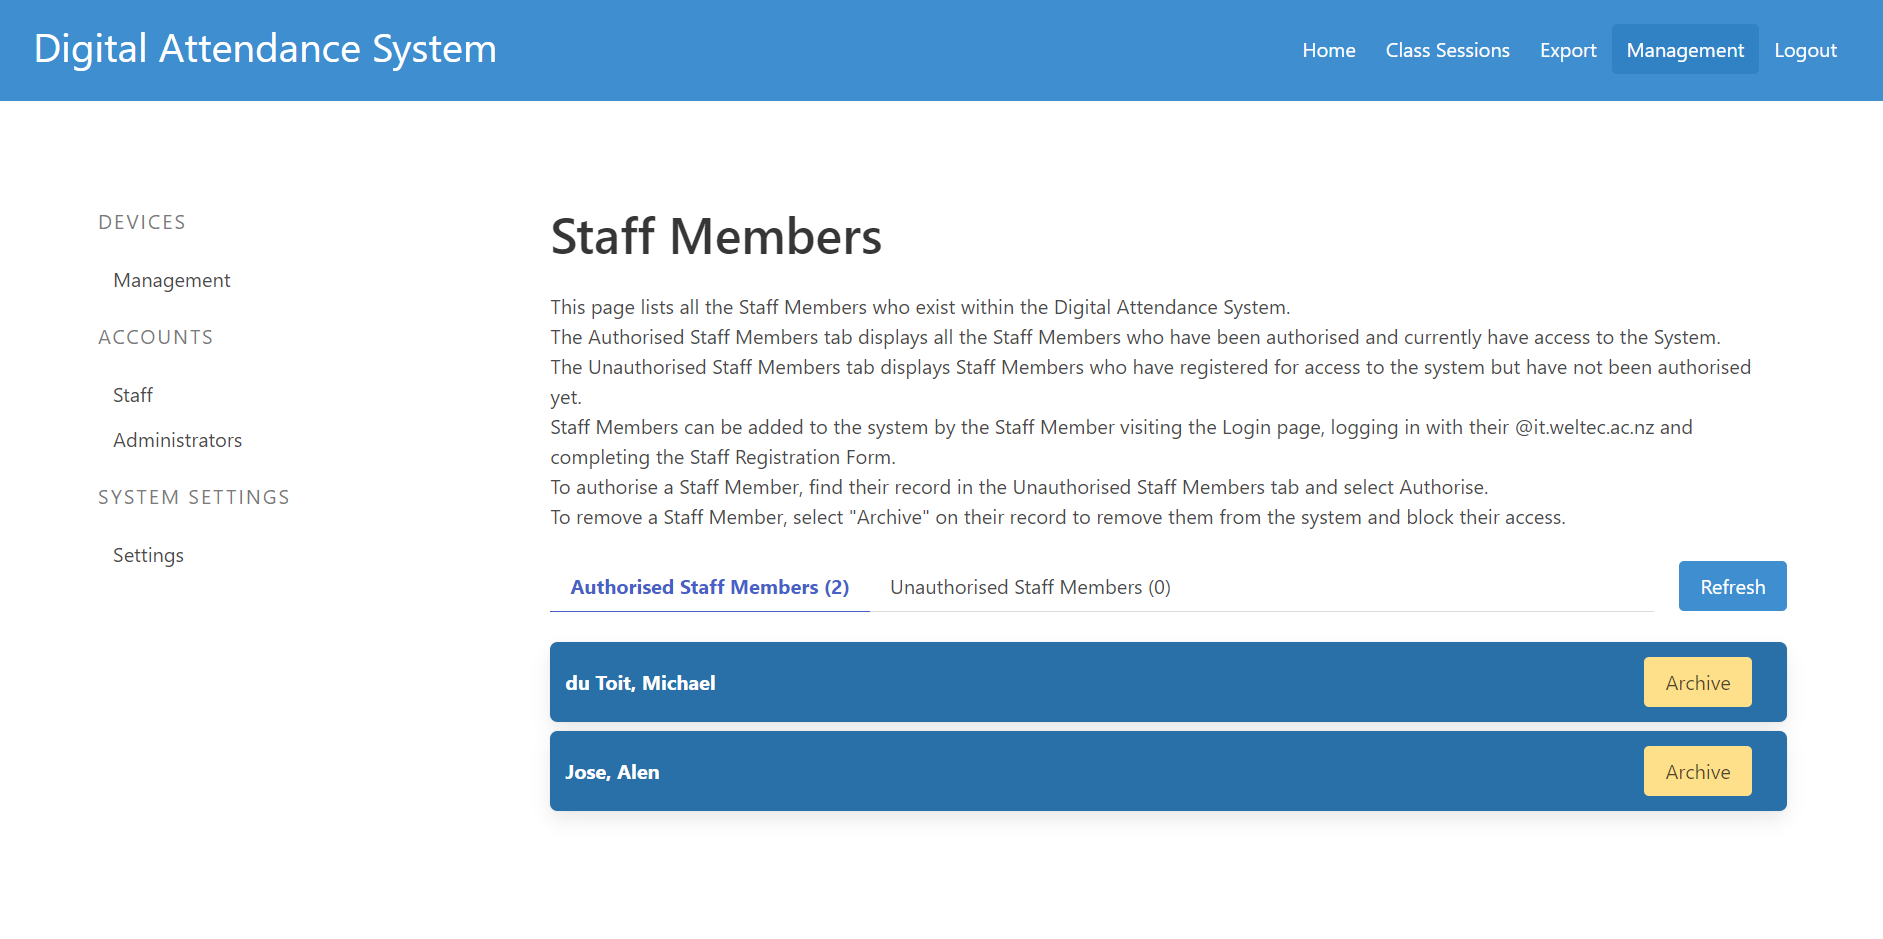 Digital Attendance System
Home Class Sessions Export Management Logout
DEVICES
Management
ACCOUNTS
Staff
Administrators
SYSTEM SETTINGS
Settings
Staff Members
This page lists all the Staff Members who exist within the Digital Attendance System.
The Authorised Staff Members tab displays all the Staff Members who have been authorised and currently have access to the System.
The Unauthorised Staff Members tab displays Staff Members who have registered for access to the system but have not been authorised
yet.
Staff Members can be added to the system by the Staff Member visiting the Login page, logging in with their @it.weltec.ac.nz and
completing the Staff Registration Form.
To authorise a Staff Member, find their record in the Unauthorised Staff Members tab and select Authorise.
To remove a Staff Member, select "Archive" on their record to remove them from the system and block their access.
Authorised Staff Members (2) Unauthorised Staff Members (0) Refresh
du Toit, Michael Archive
Jose, Alen Archive